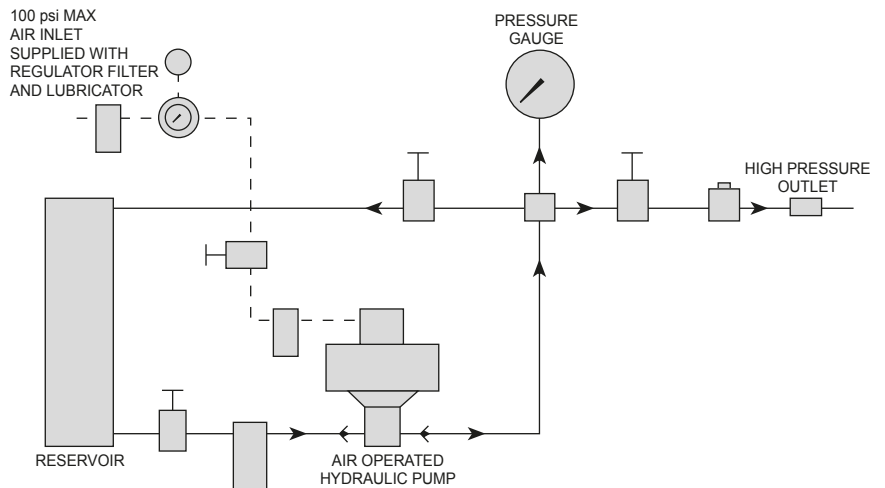 100 psi MAX
AIR INLET
SUPPLIED WITH
REGULATOR FILTER
AND LUBRICATOR
PRESSURE
GAUGE
HIGH PRESSURE
OUTLET
RESERVOIR
AIR OPERATED
HYDRAULIC PUMP